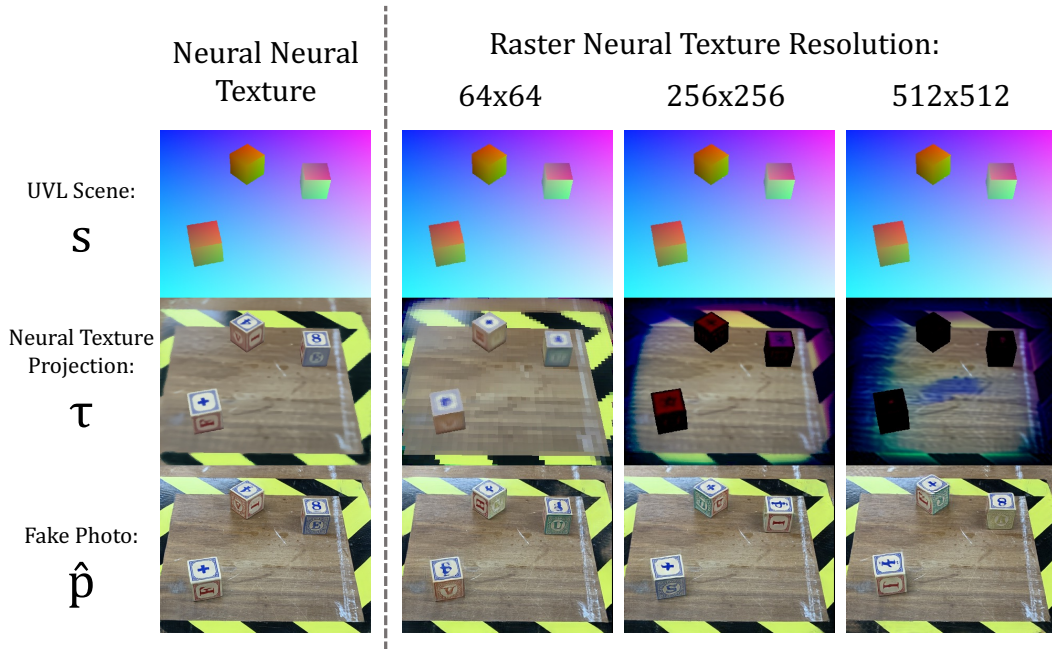 Neural Neural
Texture
Raster Neural Texture Resolution:
64x64
256x256
512x512
UVL Scene:
s
Neural Texture
Projection:
τ
Fake Photo:
p̂